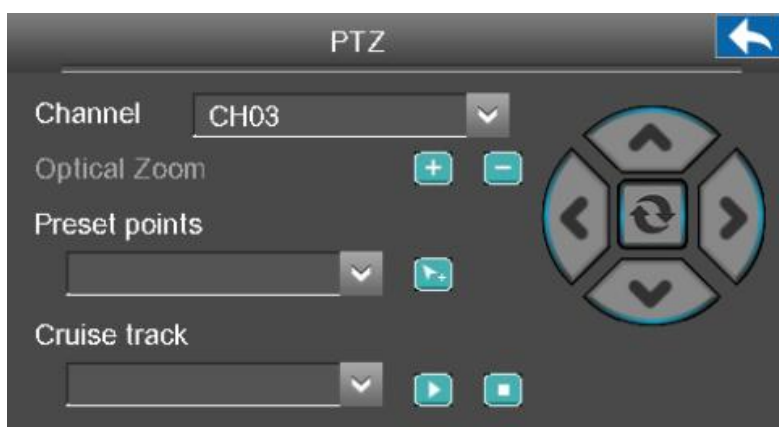 PTZ
Channel CH03
Optical Zoom
Preset points
Cruise track